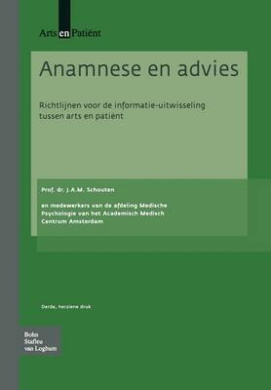 Arts en Patiënt
Anamnese en advies
Richtlijnen voor de informatie-uitwisseling
tussen arts en patiënt
Prof. dr. J.A.M. Schouten
en medewerkers van de afdeling Medische
Psychologie van het Academisch Medisch
Centrum Amsterdam
Derde, herziene druk
Bohn
Stafleu
van Loghum